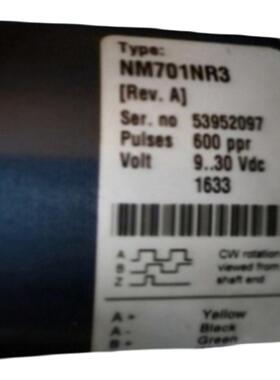 Type:
NM701NR3
[Rev. A]
Ser. no 53952097
Pulses 600 ppr
Volt 9..30 Vdc
1633
A CW rotation
B viewed from
Z shaft end
A + Yellow
A - Black
B + Green